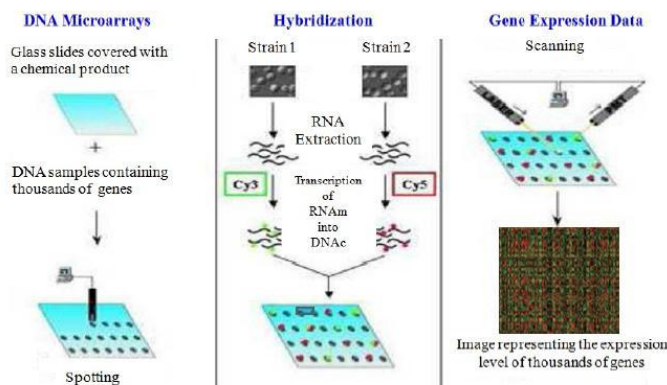 DNA Microarrays
Glass slides covered with
a chemical product
+
DNA samples containing
thousands of genes
Spotting
Hybridization
Strain 1
Strain 2
RNA
Extraction
Cy3
Transcription
of
RNAm
into
DNAc
Cy5
Gene Expression Data
Scanning
Image representing the expression
level of thousands of genes